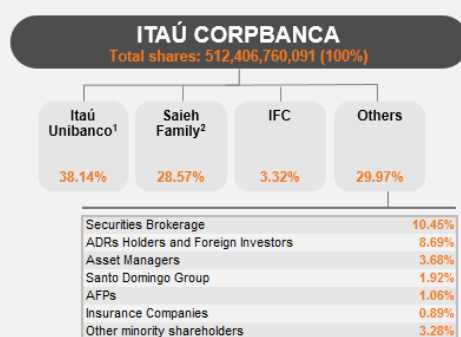 ITAÚ CORPBANCA
Total shares: 512,406,760,091 (100%)
Itaú Unibanco¹
38.14%
Saieh Family²
28.57%
IFC
3.32%
Others
29.97%
Securities Brokerage 10.45%
ADRs Holders and Foreign Investors 8.69%
Asset Managers 3.68%
Santo Domingo Group 1.92%
AFPs 1.06%
Insurance Companies 0.89%
Other minority shareholders 3.28%